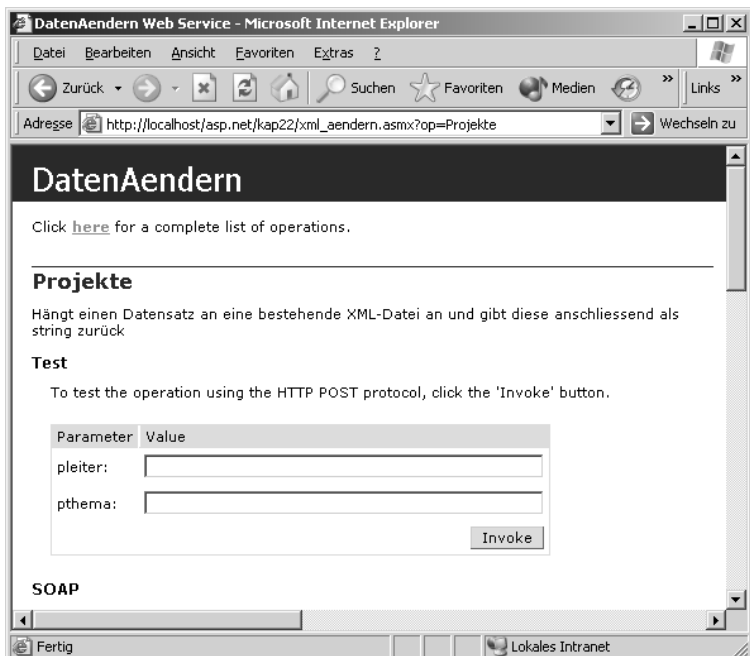 DatenAendern Web Service - Microsoft Internet Explorer
Datei Bearbeiten Ansicht Favoriten Extras ?
Zurück Suchen Favoriten Medien » Links »
Adresse http://localhost/asp.net/kap22/xml_aendern.asmx?op=Projekte Wechseln zu
DatenAendern
Click here for a complete list of operations.
Projekte
Hängt einen Datensatz an eine bestehende XML-Datei an und gibt diese anschliessend als
string zurück
Test
To test the operation using the HTTP POST protocol, click the 'Invoke' button.
Parameter Value
pleiter:
pthema:
Invoke
SOAP
Fertig Lokales Intranet